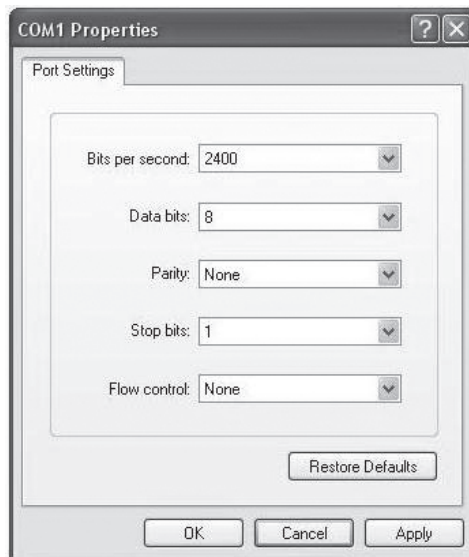 COM1 Properties
Port Settings
Bits per second: 2400
Data bits: 8
Parity: None
Stop bits: 1
Flow control: None
Restore Defaults
OK Cancel Apply